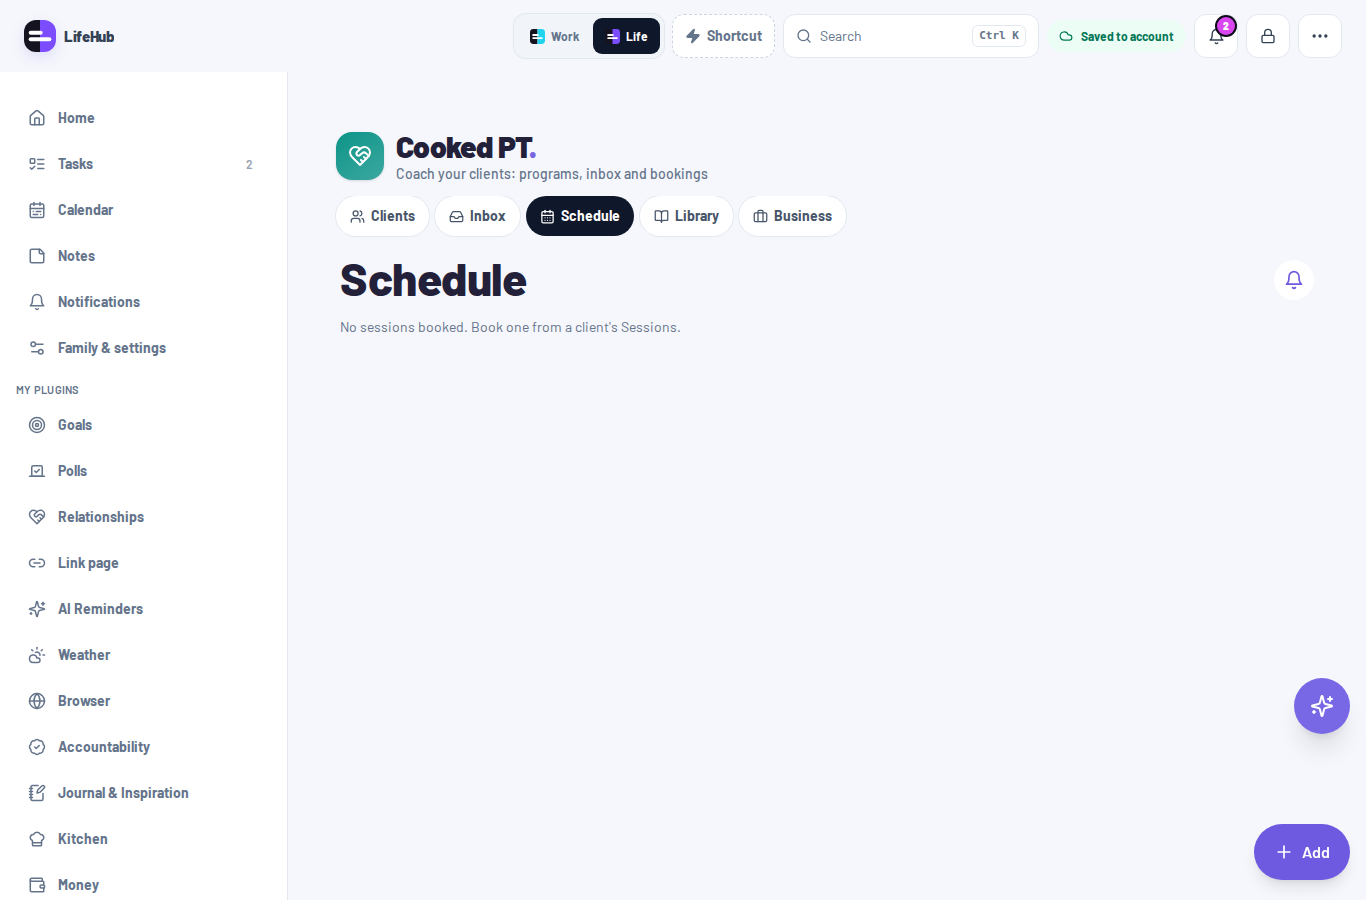 LifeHub
Work
Life
Shortcut
Search
Ctrl K
Saved to account
2
Home
Tasks
2
Calendar
Notes
Notifications
Family & settings
MY PLUGINS
Goals
Polls
Relationships
Link page
AI Reminders
Weather
Browser
Accountability
Journal & Inspiration
Kitchen
Money
Cooked PT.
Coach your clients: programs, inbox and bookings
Clients
Inbox
Schedule
Library
Business
Schedule
No sessions booked. Book one from a client's Sessions.
Add